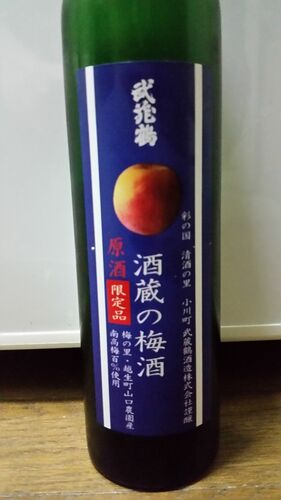 武蔵鶴
彩の国 清酒の里 小川町 武蔵鶴酒造株式会社謹醸
酒蔵の梅酒
原酒
限定品
梅の里・越生町山口農園産
南高梅百%使用